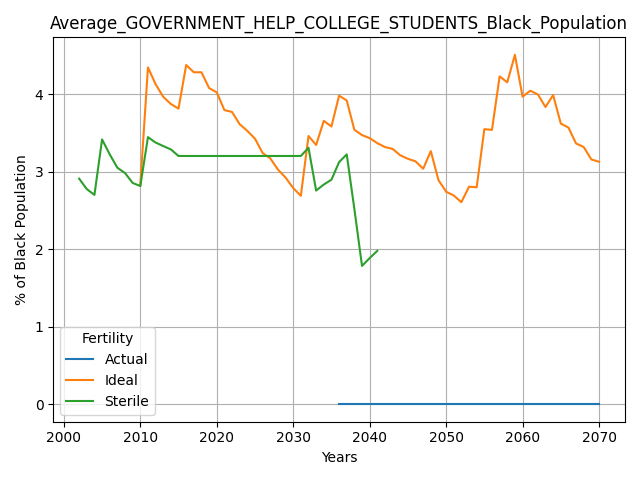 Average_GOVERNMENT_HELP_COLLEGE_STUDENTS_Black_Population
% of Black Population
4
3
2
1
0
Fertility
Actual
Ideal
Sterile
2000 2010 2020 2030 2040 2050 2060 2070
Years